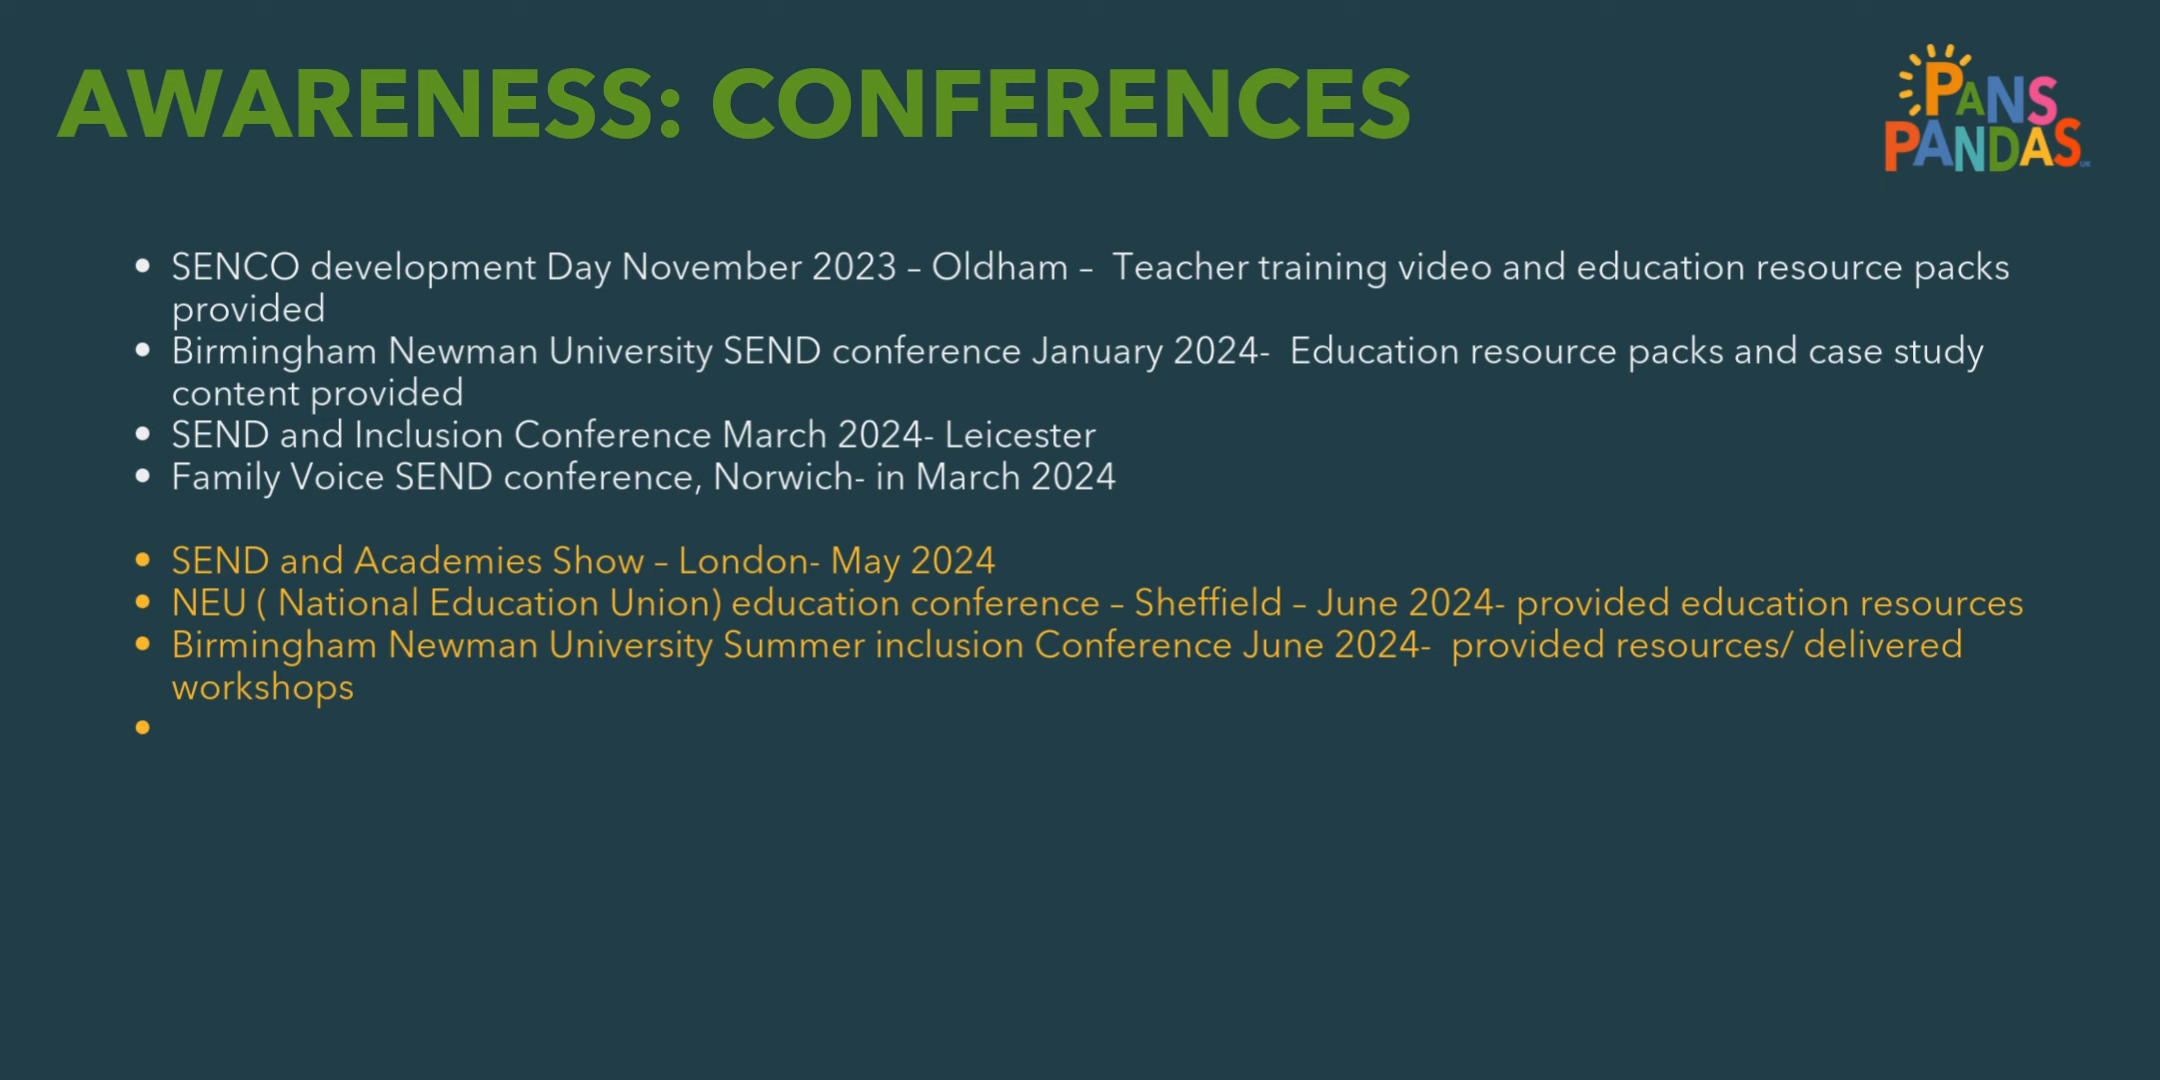 AWARENESS: CONFERENCES
PANS
PANDAS UK
• SENCO development Day November 2023 – Oldham – Teacher training video and education resource packs
provided
• Birmingham Newman University SEND conference January 2024- Education resource packs and case study
content provided
• SEND and Inclusion Conference March 2024- Leicester
• Family Voice SEND conference, Norwich- in March 2024
• SEND and Academies Show – London- May 2024
• NEU ( National Education Union) education conference – Sheffield – June 2024- provided education resources
• Birmingham Newman University Summer inclusion Conference June 2024- provided resources/ delivered
workshops
•